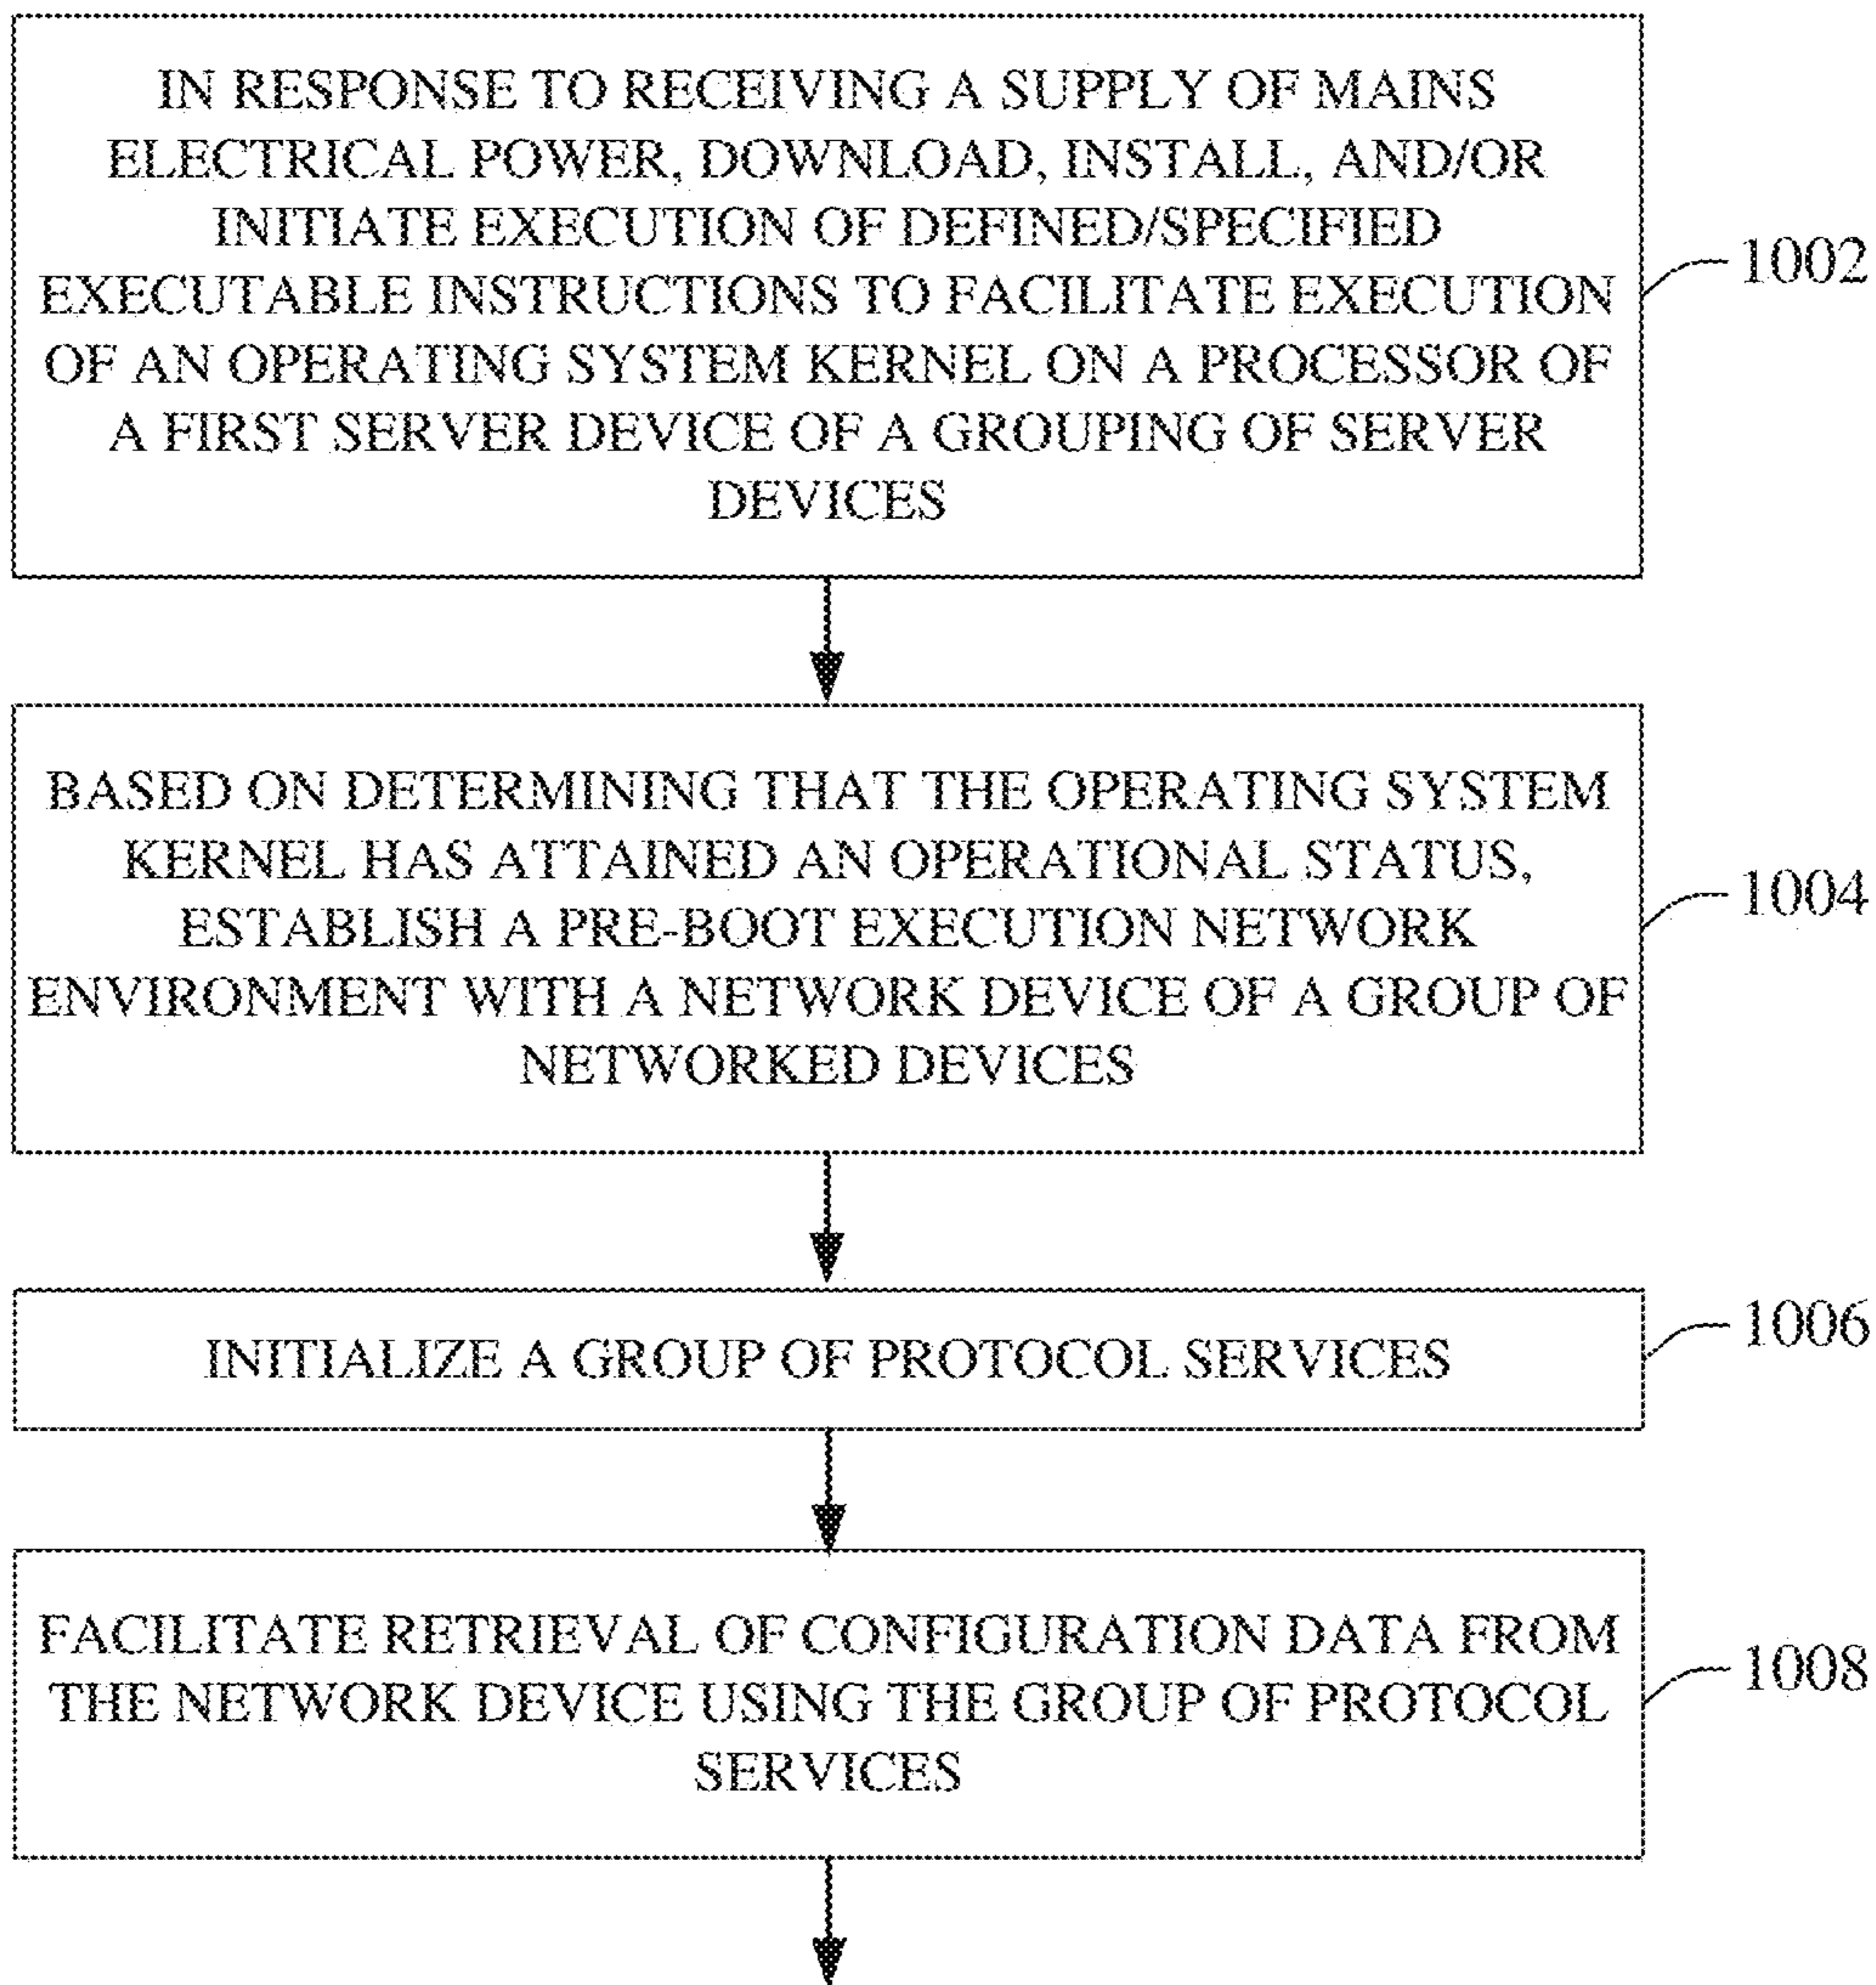 IN RESPONSE TO RECEIVING A SUPPLY OF MAINS
ELECTRICAL POWER, DOWNLOAD, INSTALL, AND/OR
INITIATE EXECUTION OF DEFINED/SPECIFIED
EXECUTABLE INSTRUCTIONS TO FACILITATE EXECUTION
OF AN OPERATING SYSTEM KERNEL ON A PROCESSOR OF
A FIRST SERVER DEVICE OF A GROUPING OF SERVER
DEVICES
1002
BASED ON DETERMINING THAT THE OPERATING SYSTEM
KERNEL HAS ATTAINED AN OPERATIONAL STATUS,
ESTABLISH A PRE-BOOT EXECUTION NETWORK
ENVIRONMENT WITH A NETWORK DEVICE OF A GROUP OF
NETWORKED DEVICES
1004
INITIALIZE A GROUP OF PROTOCOL SERVICES
1006
FACILITATE RETRIEVAL OF CONFIGURATION DATA FROM
THE NETWORK DEVICE USING THE GROUP OF PROTOCOL
SERVICES
1008